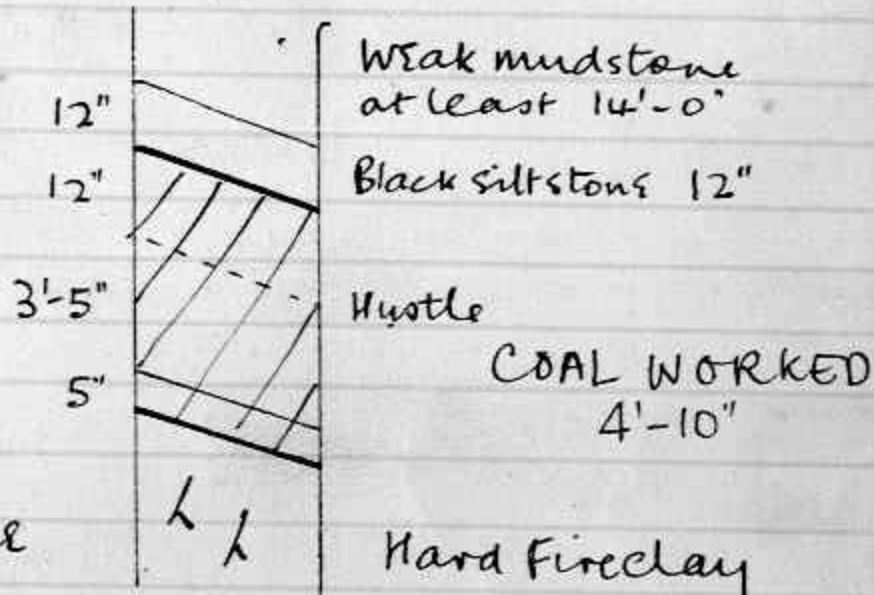 Weak mudstone
at least 14'-0"
12"
12"
Black siltstone 12"
3'-5"
Hustle
COAL WORKED
5"
4'-10"
Hard Fireclay